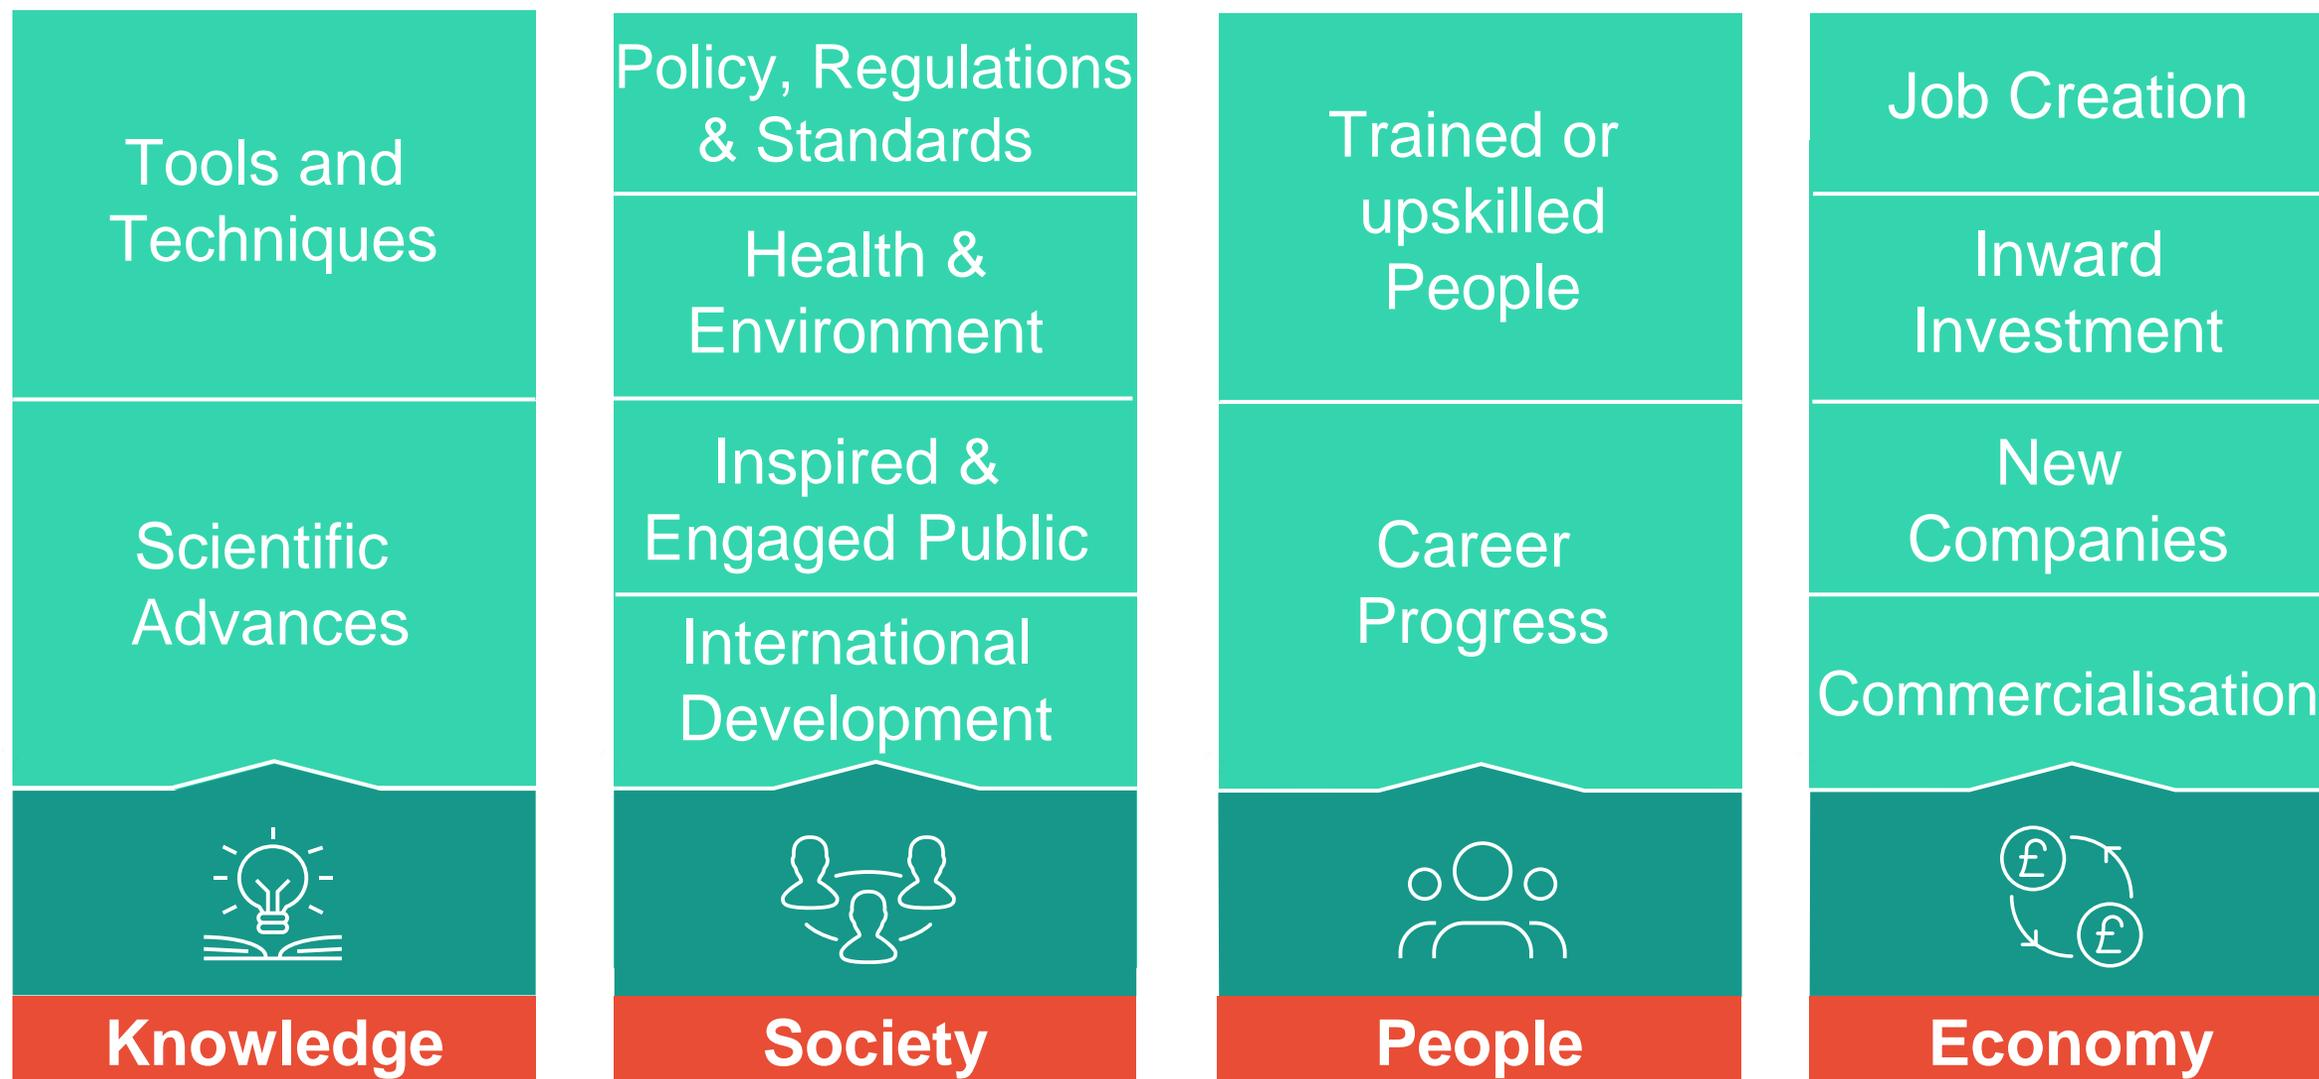 Tools and
Techniques
Scientific
Advances
Knowledge
Policy, Regulations
& Standards
Health &
Environment
Inspired &
Engaged Public
International
Development
Society
Trained or
upskilled
People
Career
Progress
People
Job Creation
Inward
Investment
New
Companies
Commercialisation
£
£
Economy